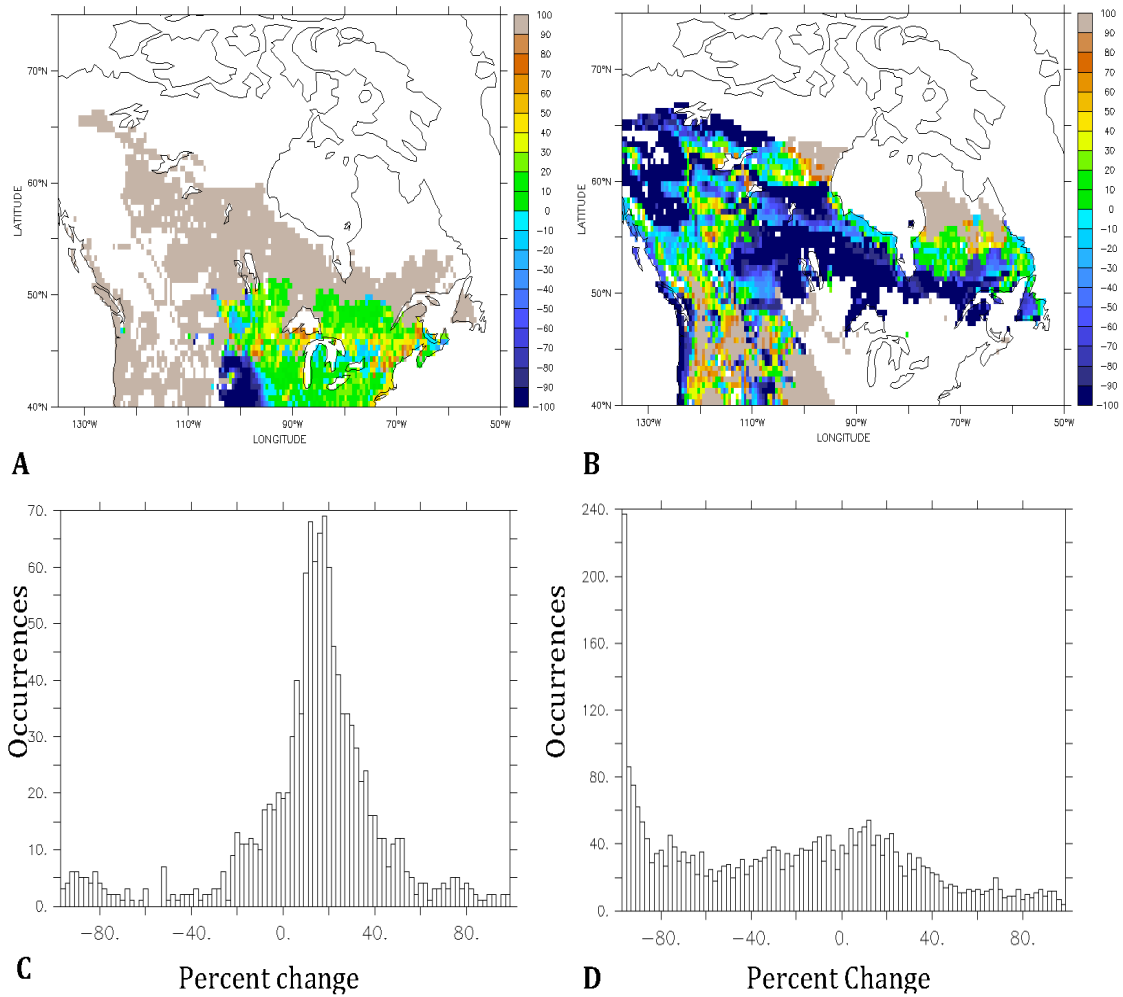 70°N
60°N
50°N
40°N
LATITUDE
130°W 110°W 90°W 70°W 50°W
LONGITUDE
100
90
80
70
60
50
40
30
20
10
0
−10
−20
−30
−40
−50
−60
−70
−80
−90
−100
A
70°N
60°N
50°N
40°N
LATITUDE
130°W 110°W 90°W 70°W 50°W
LONGITUDE
100
90
80
70
60
50
40
30
20
10
0
−10
−20
−30
−40
−50
−60
−70
−80
−90
−100
B
70.
60.
50.
40.
30.
20.
10.
0.
Occurrences
−80. −40. 0. 40. 80.
C
Percent change
240.
200.
160.
120.
80.
40.
0.
Occurrences
−80. −40. 0. 40. 80.
D
Percent Change